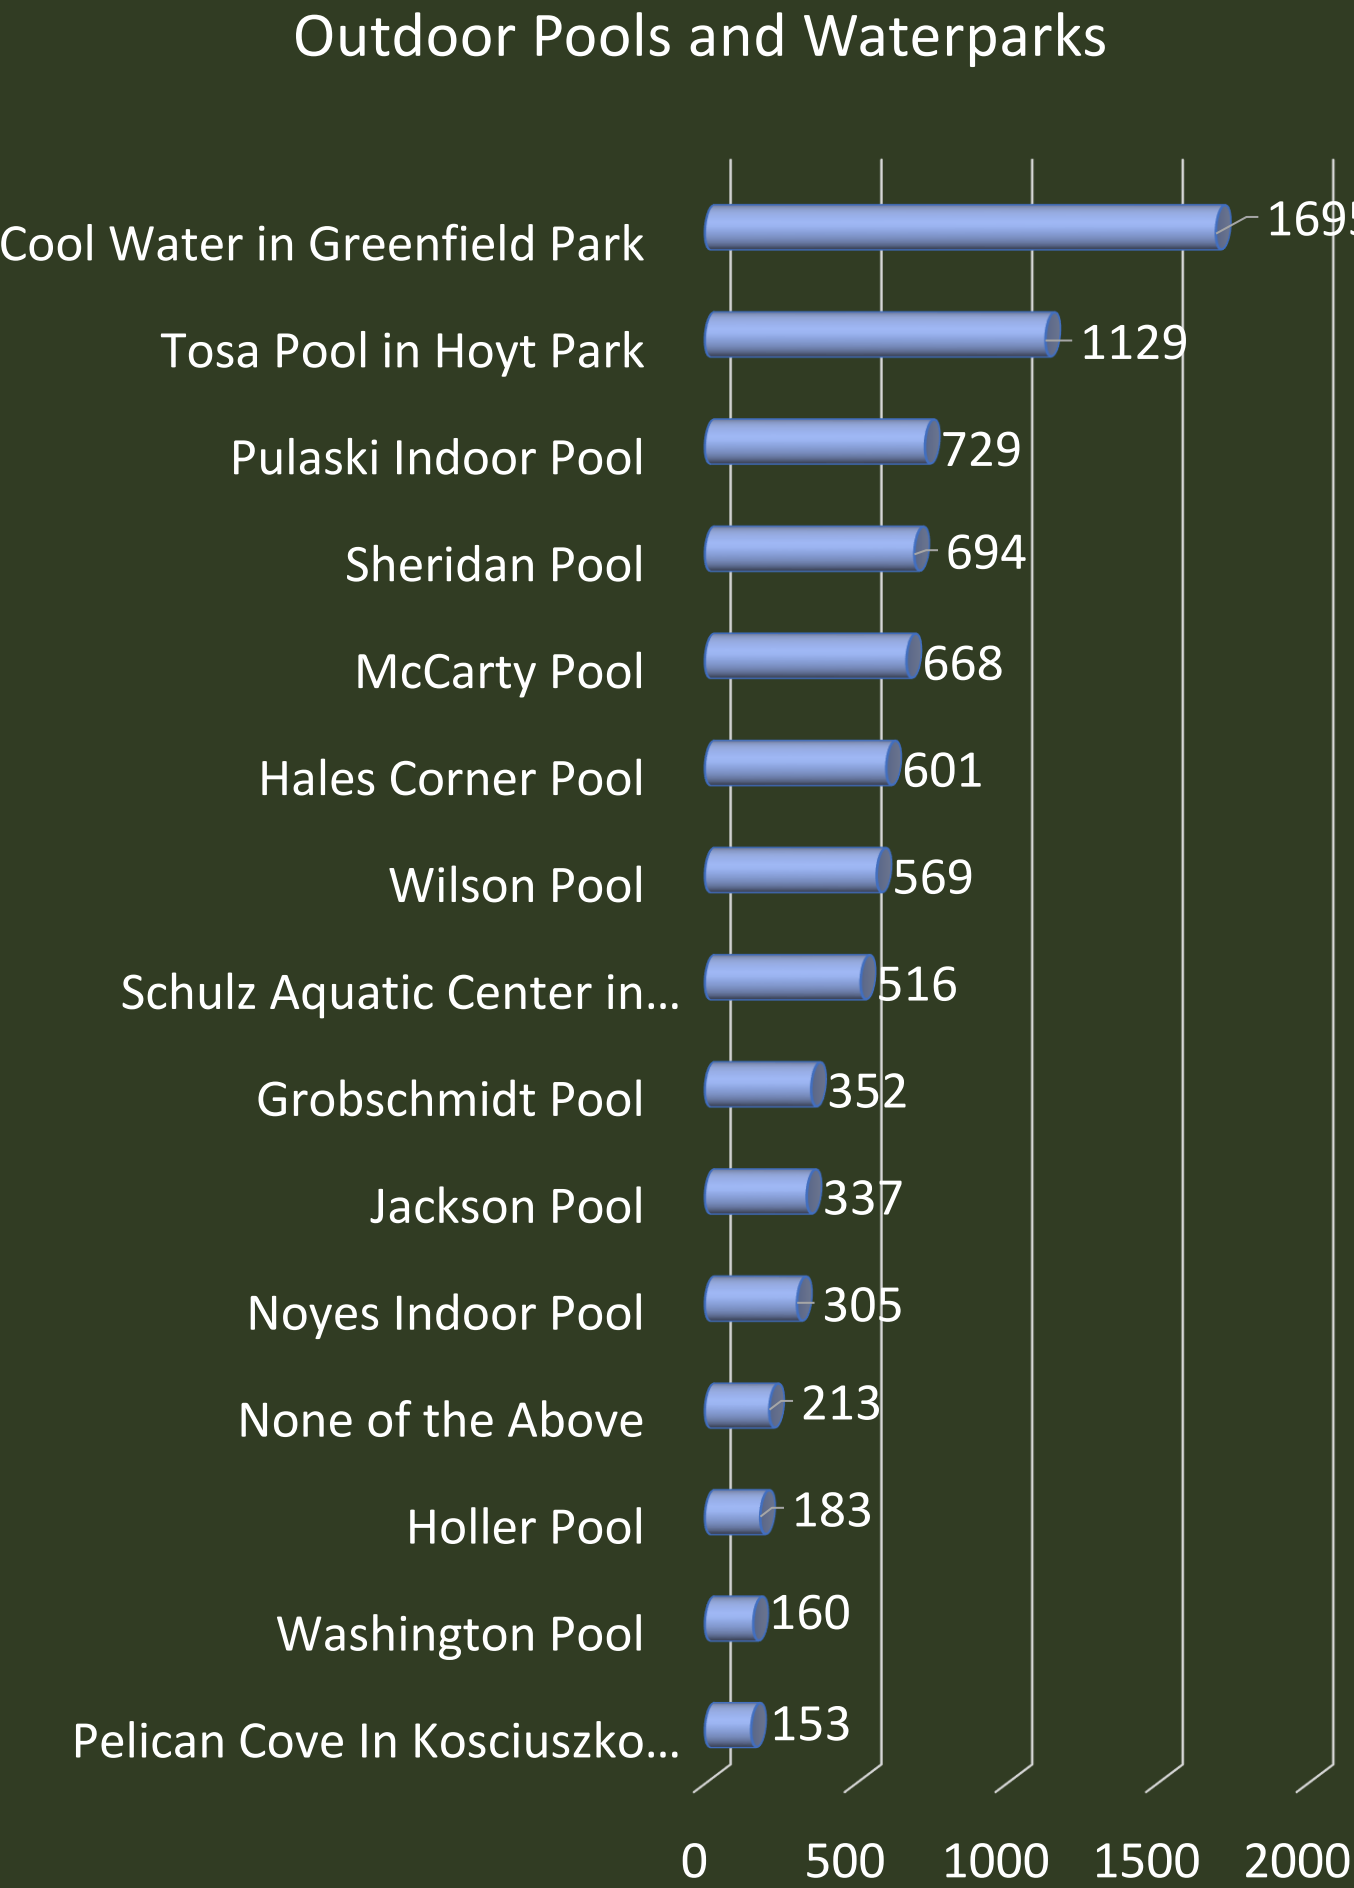 Outdoor Pools and Waterparks
Cool Water in Greenfield Park 1695
Tosa Pool in Hoyt Park 1129
Pulaski Indoor Pool 729
Sheridan Pool 694
McCarty Pool 668
Hales Corner Pool 601
Wilson Pool 569
Schulz Aquatic Center in… 516
Grobschmidt Pool 352
Jackson Pool 337
Noyes Indoor Pool 305
None of the Above 213
Holler Pool 183
Washington Pool 160
Pelican Cove In Kosciuszko… 153
0 500 1000 1500 2000